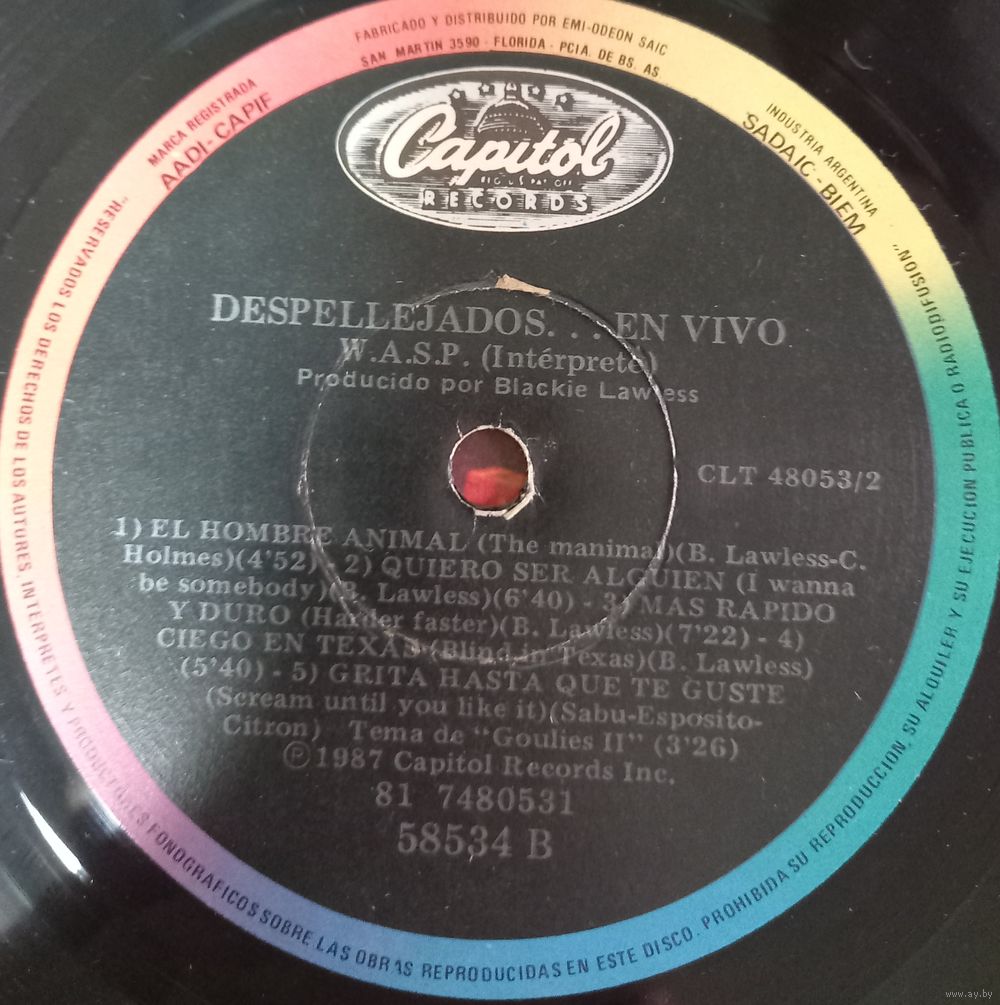 FABRICADO Y DISTRIBUIDO POR EMI-ODEON SAIC
SAN MARTIN 3590 - FLORIDA - PCIA. DE BS. AS.
MARCA REGISTRADA
AADI-CAPIF
INDUSTRIA ARGENTINA
SADAIC-BIEM
Capitol
RECORDS
DESPELLEJADOS. . . EN VIVO
W.A.S.P. (Intérprete)
Producido por Blackie Lawless
CLT 48053/2
1) EL HOMBRE ANIMAL (The manimal)(B. Lawless-C.
Holmes)(4'52) - 2) QUIERO SER ALGUIEN (I wanna
be somebody)(B. Lawless)(6'40) - 3) MAS RAPIDO
Y DURO (Harder faster)(B. Lawless)(7'22) - 4)
CIEGO EN TEXAS (Blind in Texas)(B. Lawless)
(5'40) - 5) GRITA HASTA QUE TE GUSTE
(Scream until you like it)(Sabu-Esposito-
Citron) Tema de "Goulies II" (3'26)
℗ 1987 Capitol Records Inc.
81 7480531
58534 B
"RESERVADOS LOS DERECHOS DE LOS AUTORES, INTERPRETES Y PRODUCTORES FONOGRAFICOS SOBRE LAS OBRAS REPRODUCIDAS EN ESTE DISCO. PROHIBIDA SU REPRODUCCION, SU ALQUILER Y SU EJECUCION PUBLICA O RADIODIFUSION"
www.ay.by